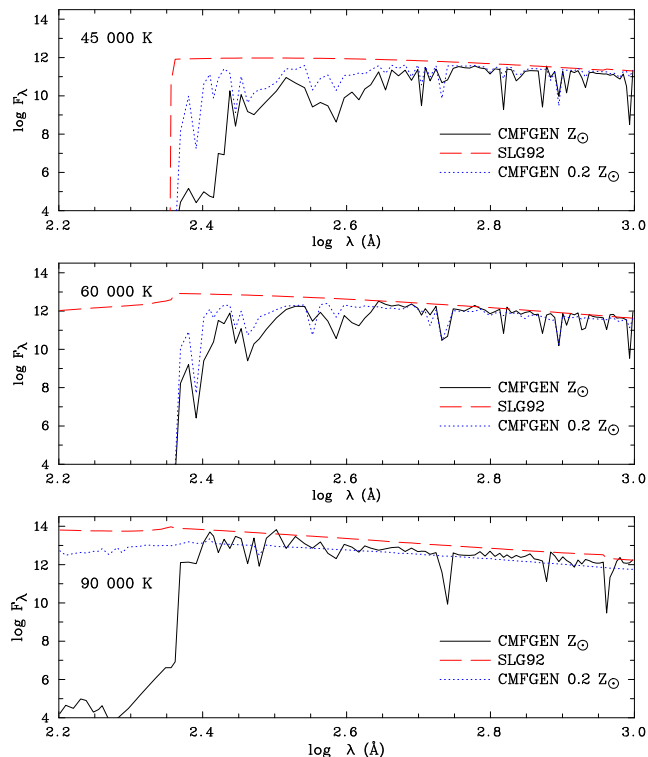 45 000 K
14
12
10
8
6
4
log F_λ
CMFGEN Z_⊙
SLG92
CMFGEN 0.2 Z_⊙
2.2 2.4 2.6 2.8 3.0
log λ (Å)
60 000 K
14
12
10
8
6
4
log F_λ
CMFGEN Z_⊙
SLG92
CMFGEN 0.2 Z_⊙
2.2 2.4 2.6 2.8 3.0
log λ (Å)
14
12
10
8
6
4
log F_λ
90 000 K
CMFGEN Z_⊙
SLG92
CMFGEN 0.2 Z_⊙
2.2 2.4 2.6 2.8 3.0
log λ (Å)